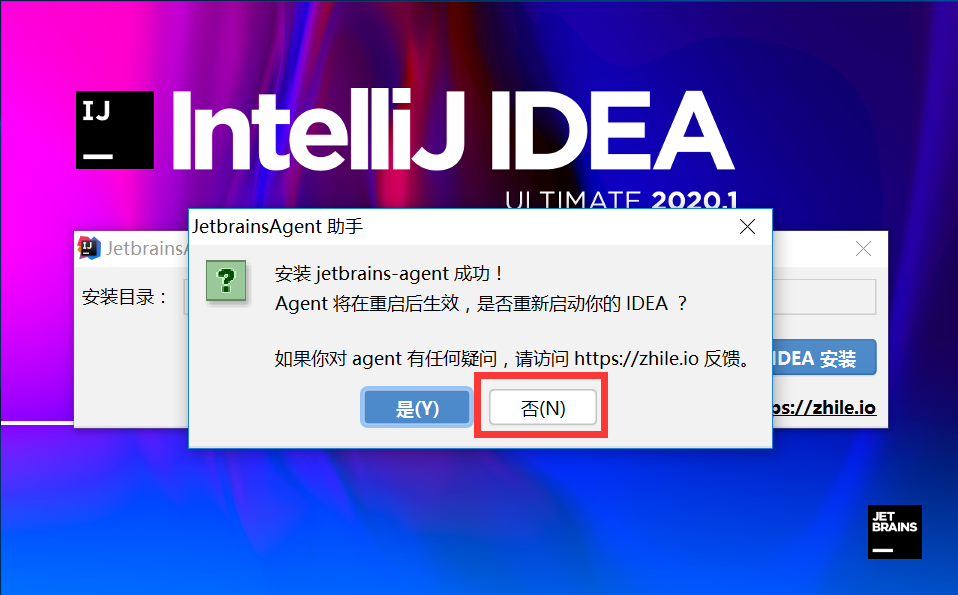 IJ
IntelliJ IDEA
ULTIMATE 2020.1
JetbrainsAgent 助手
IJ
Jetbrains
安装目录：
?
安装 jetbrains-agent 成功！
Agent 将在重启后生效，是否重新启动你的 IDEA ？
如果你对 agent 有任何疑问，请访问 https://zhile.io 反馈。
IDEA 安装
是(Y)
否(N)
ps://zhile.io
JET
BRAINS